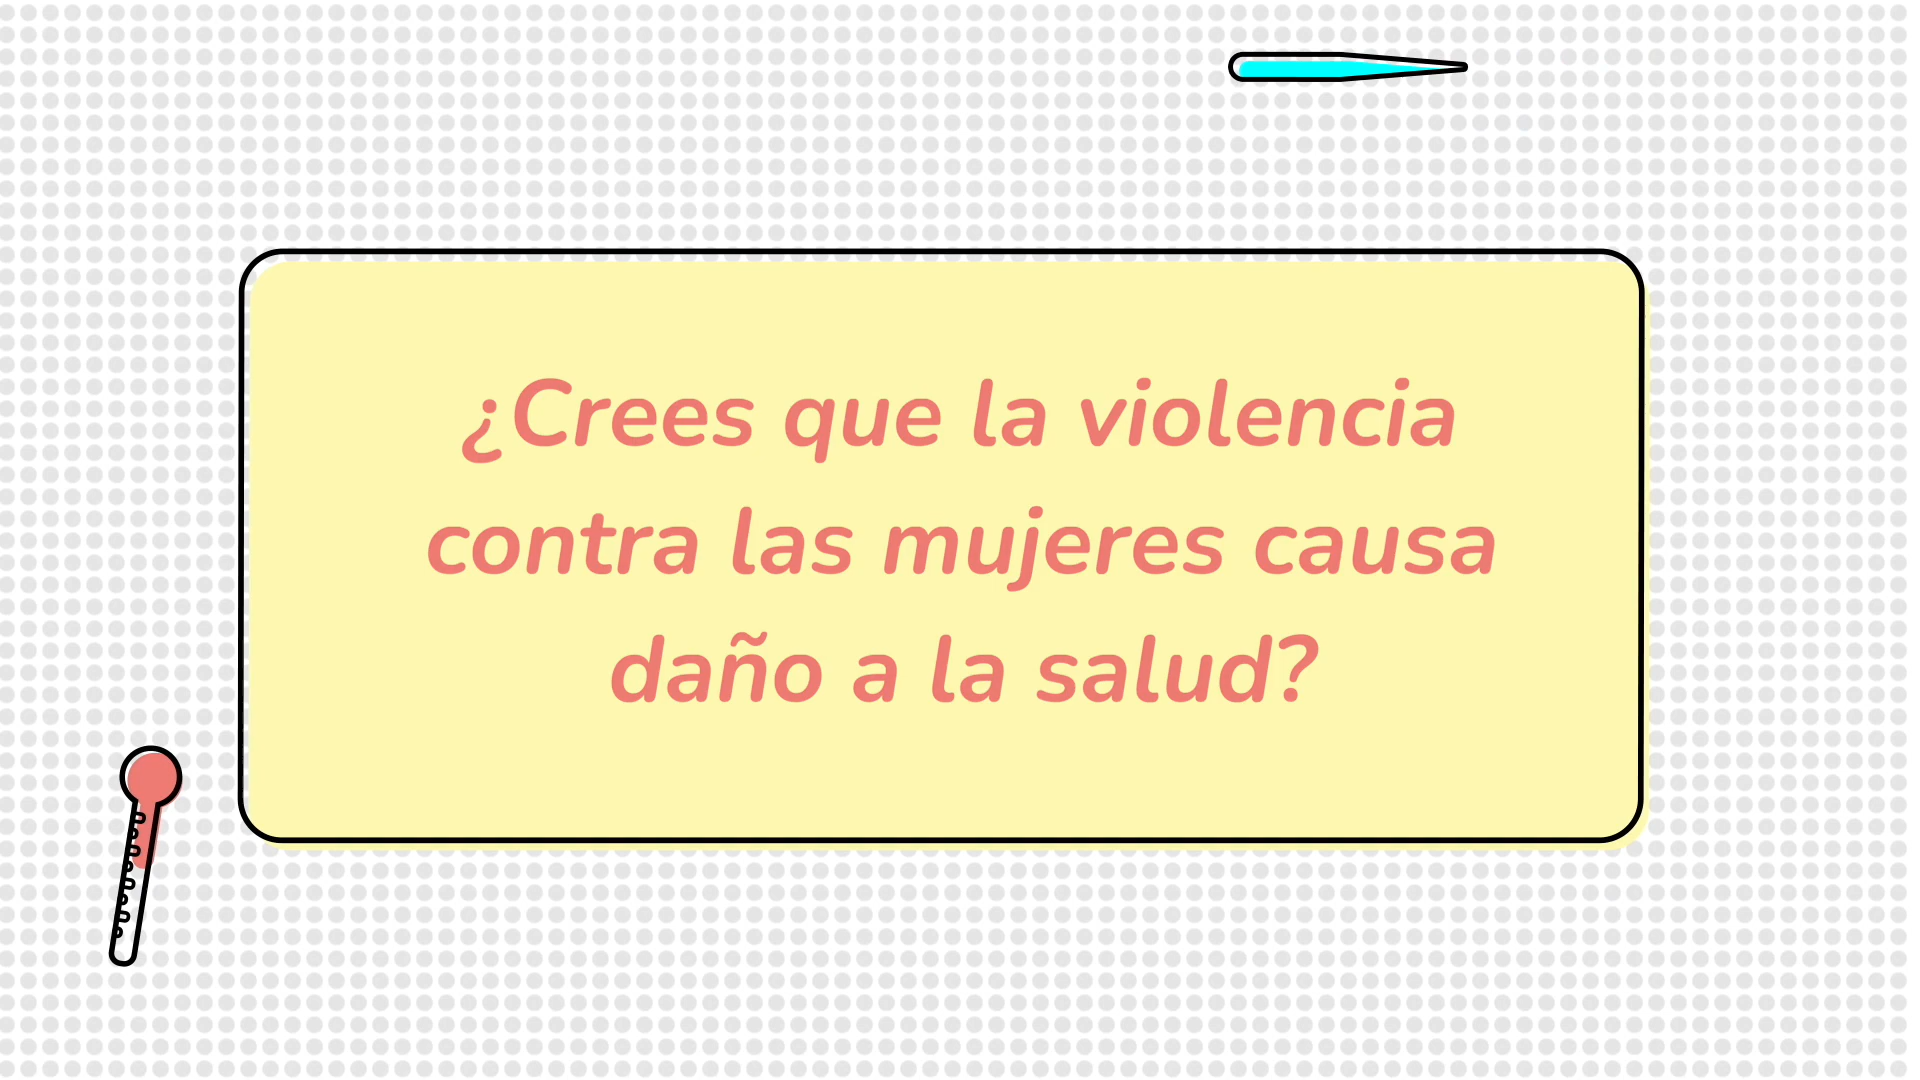 ¿Crees que la violencia
contra las mujeres causa
daño a la salud?